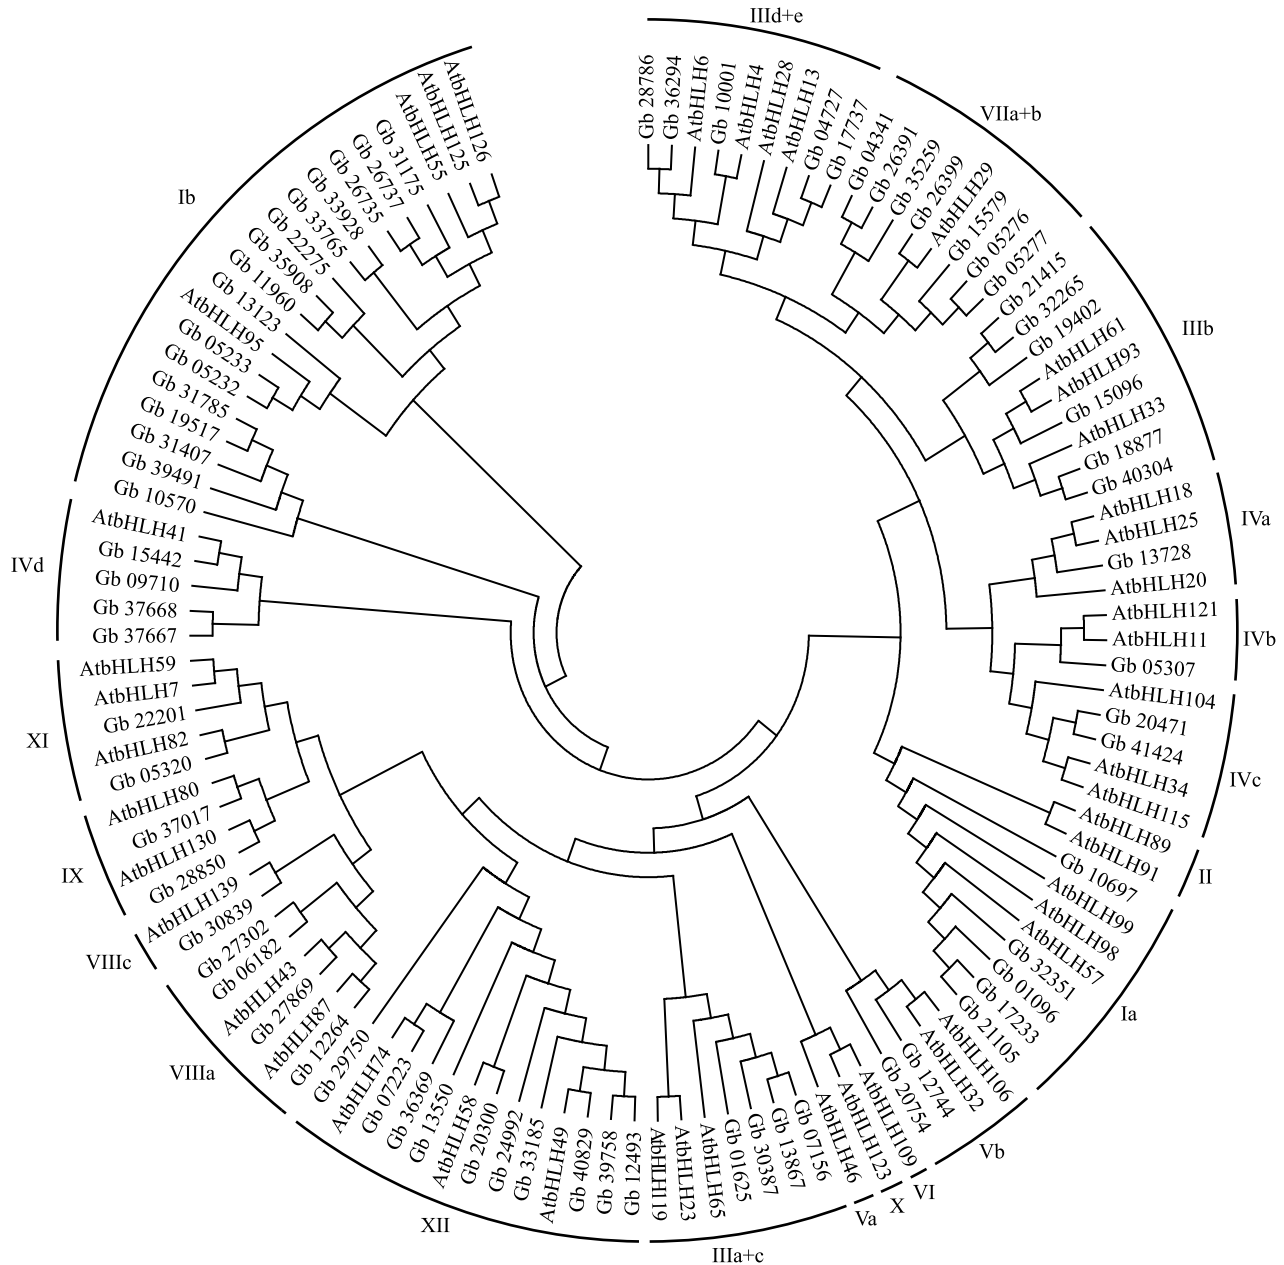 IIId+e
Gb 28786
Gb 36294
AtbHLH6
Gb 10001
AtbHLH4
AtbHLH28
AtbHLH13
Gb 04727
Gb 17737
VIIa+b
Gb 04341
Gb 26391
Gb 35259
Gb 26399
AtbHLH29
Gb 15579
Gb 05276
Gb 05277
IIIb
Gb 21415
Gb 32265
Gb 19402
AtbHLH61
AtbHLH93
Gb 15096
AtbHLH33
Gb 18877
Gb 40304
IVa
AtbHLH18
AtbHLH25
Gb 13728
AtbHLH20
IVb
AtbHLH121
AtbHLH11
Gb 05307
IVc
AtbHLH104
Gb 20471
Gb 41424
AtbHLH34
AtbHLH115
II
AtbHLH89
AtbHLH91
Ia
Gb 10697
AtbHLH99
AtbHLH98
AtbHLH57
Gb 32351
Gb 01096
Gb 17233
Gb 21105
Vb
AtbHLH106
AtbHLH32
Gb 12744
Gb 20754
VI
AtbHLH109
X
AtbHLH123
Va
AtbHLH46
IIIa+c
Gb 07156
Gb 13867
Gb 30387
Gb 01625
AtbHLH65
AtbHLH23
AtbHLH119
XII
Gb 12493
Gb 39758
Gb 40829
AtbHLH49
Gb 33185
Gb 24992
Gb 20300
AtbHLH58
Gb 13550
Gb 36369
Gb 07223
AtbHLH74
Gb 29750
VIIIa
Gb 12264
AtbHLH87
Gb 27869
AtbHLH43
Gb 06182
Gb 27302
VIIIc
Gb 30839
AtbHLH139
IX
Gb 28850
AtbHLH130
Gb 37017
AtbHLH80
XI
Gb 05320
AtbHLH82
Gb 22201
AtbHLH7
AtbHLH59
IVd
Gb 37667
Gb 37668
Gb 09710
Gb 15442
AtbHLH41
Gb 10570
Ib
Gb 39491
Gb 31407
Gb 19517
Gb 31785
Gb 05232
Gb 05233
AtbHLH95
Gb 13123
Gb 11960
Gb 35908
Gb 22275
Gb 33765
Gb 33928
Gb 26735
Gb 26737
Gb 31175
AtbHLH55
AtbHLH125
AtbHLH126